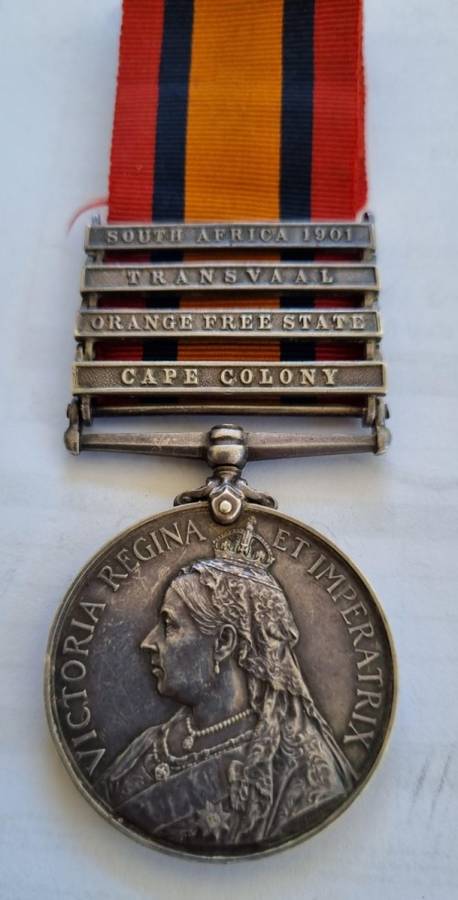 SOUTH AFRICA 1901
TRANSVAAL
ORANGE FREE STATE
CAPE COLONY
VICTORIA REGINA ET IMPERATRIX